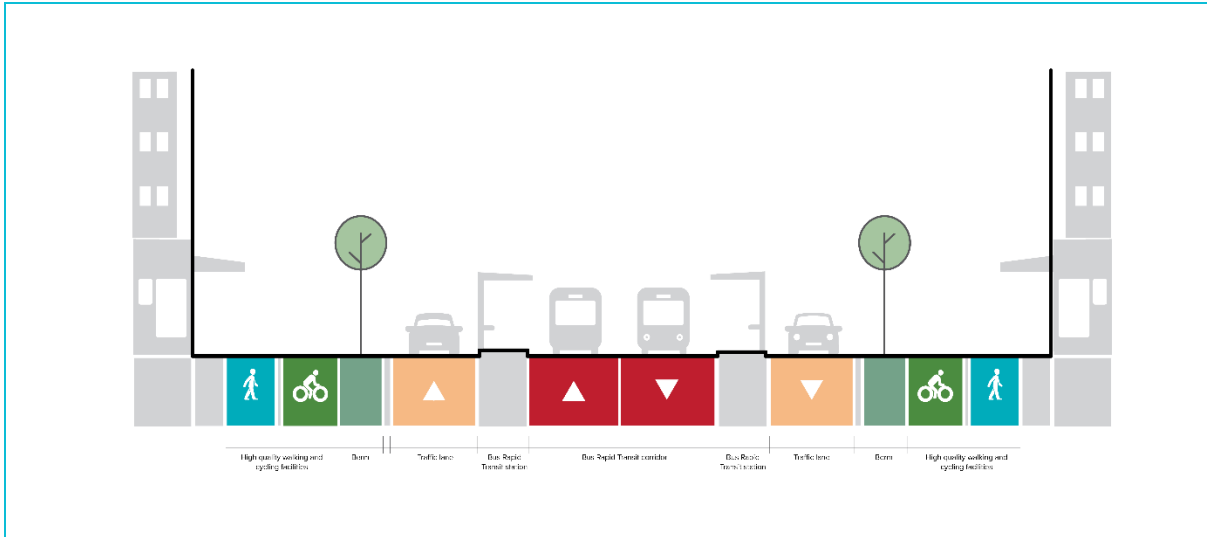 High quality walking and
cycling facilities
Berm
Traffic lane
Bus Rapid
Transit station
Bus Rapid Transit corridor
Bus Rapid
Transit station
Traffic lane
Berm
High quality walking and
cycling facilities